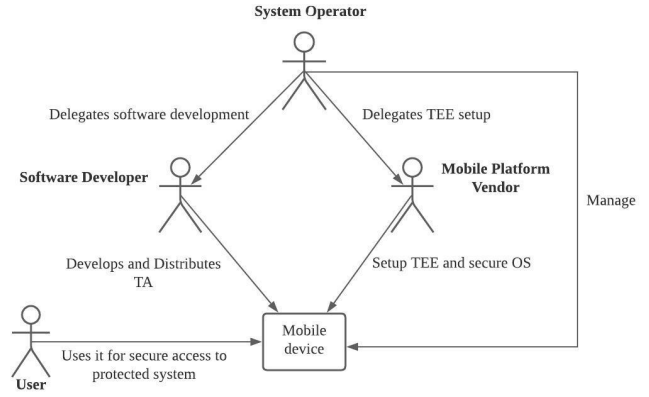 System Operator
Delegates software development
Delegates TEE setup
Software Developer
Mobile Platform
Vendor
Manage
Develops and Distributes
TA
Setup TEE and secure OS
Mobile
device
Uses it for secure access to
protected system
User